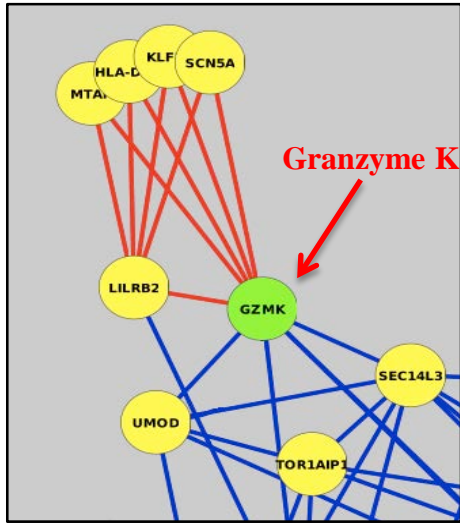 KLF
SCN5A
HLA-D
MTA
Granzyme K
LILRB2
GZMK
SEC14L3
UMOD
TOR1AIP1